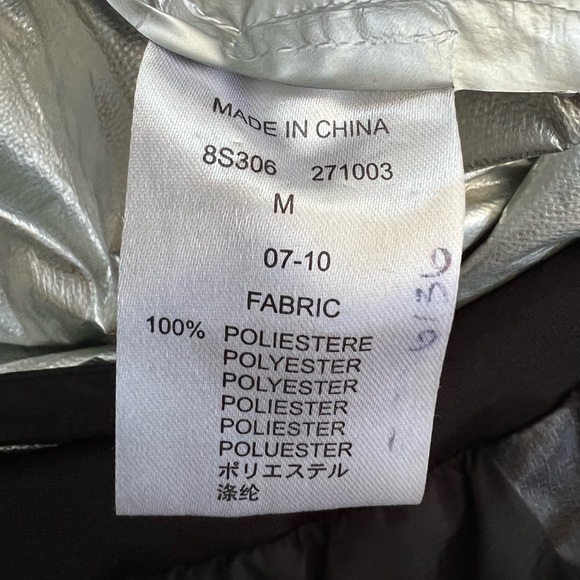 MADE IN CHINA
8S306 271003
M
07-10
FABRIC
100% POLIESTERE
POLYESTER
POLYESTER
POLIESTER
POLIESTER
POLUESTER
ポリエステル
涤纶
6136